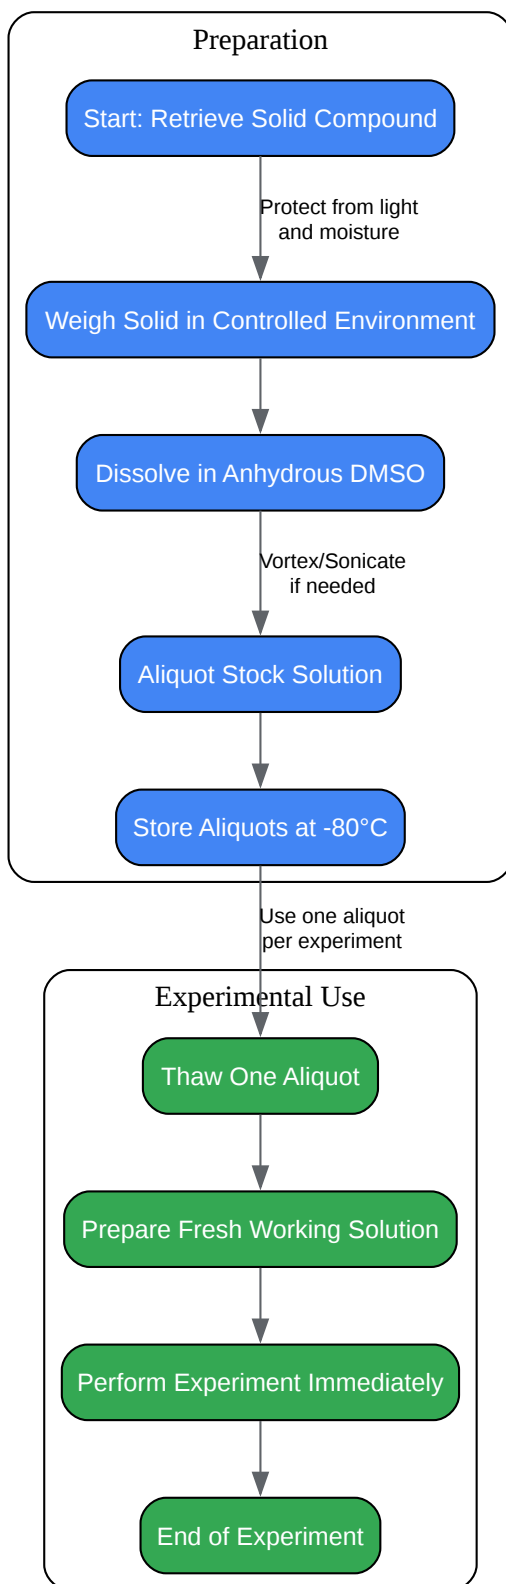 Preparation
Start: Retrieve Solid Compound
Protect from light
and moisture
Weigh Solid in Controlled Environment
Dissolve in Anhydrous DMSO
Vortex/Sonicate
if needed
Aliquot Stock Solution
Store Aliquots at -80°C
Use one aliquot
per experiment
Experimental Use
Thaw One Aliquot
Prepare Fresh Working Solution
Perform Experiment Immediately
End of Experiment